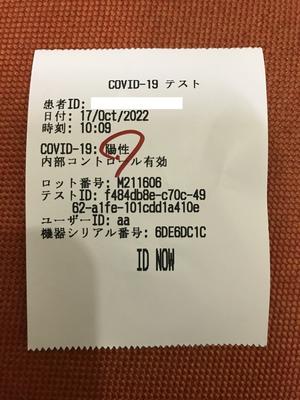 COVID-19 テスト
患者ID:
日付: 17/Oct/2022
時刻: 10:09
COVID-19: 陽性
内部コントロール有効
ロット番号: M211606
テストID: f484db8e-c70c-49
62-a1fe-101cdd1a410e
ユーザーID: aa
機器シリアル番号: 6DE6DC1C
ID NOW